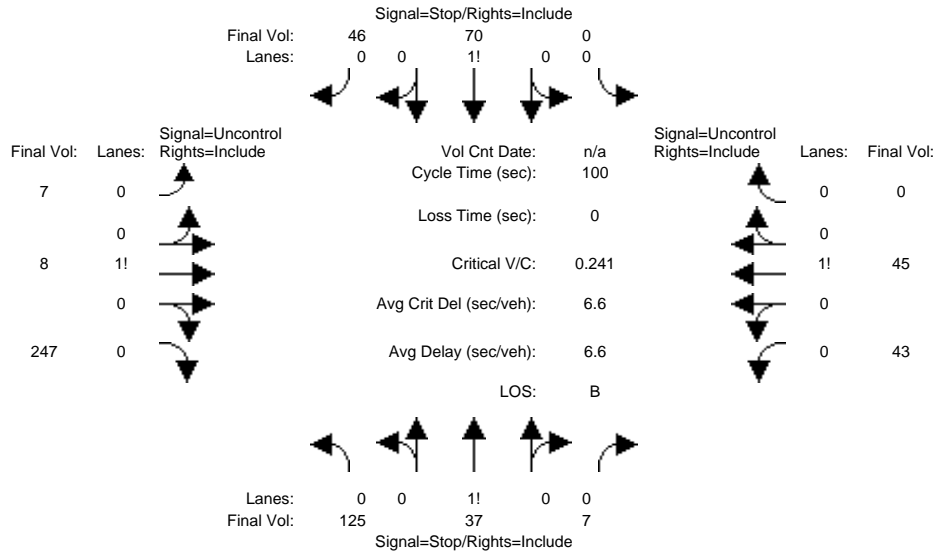 Signal=Stop/Rights=Include
Final Vol: 46 70 0
Lanes: 0 0 1! 0 0
Signal=Uncontrol
Final Vol: Lanes: Rights=Include
Vol Cnt Date: n/a
Signal=Uncontrol
Rights=Include Lanes: Final Vol:
Cycle Time (sec): 100
7 0
0 0
Loss Time (sec): 0
0
0
8 1!
Critical V/C: 0.241
1! 45
0
Avg Crit Del (sec/veh): 6.6
0
247 0
Avg Delay (sec/veh): 6.6
0 43
LOS: B
Lanes: 0 0 1! 0 0
Final Vol: 125 37 7
Signal=Stop/Rights=Include